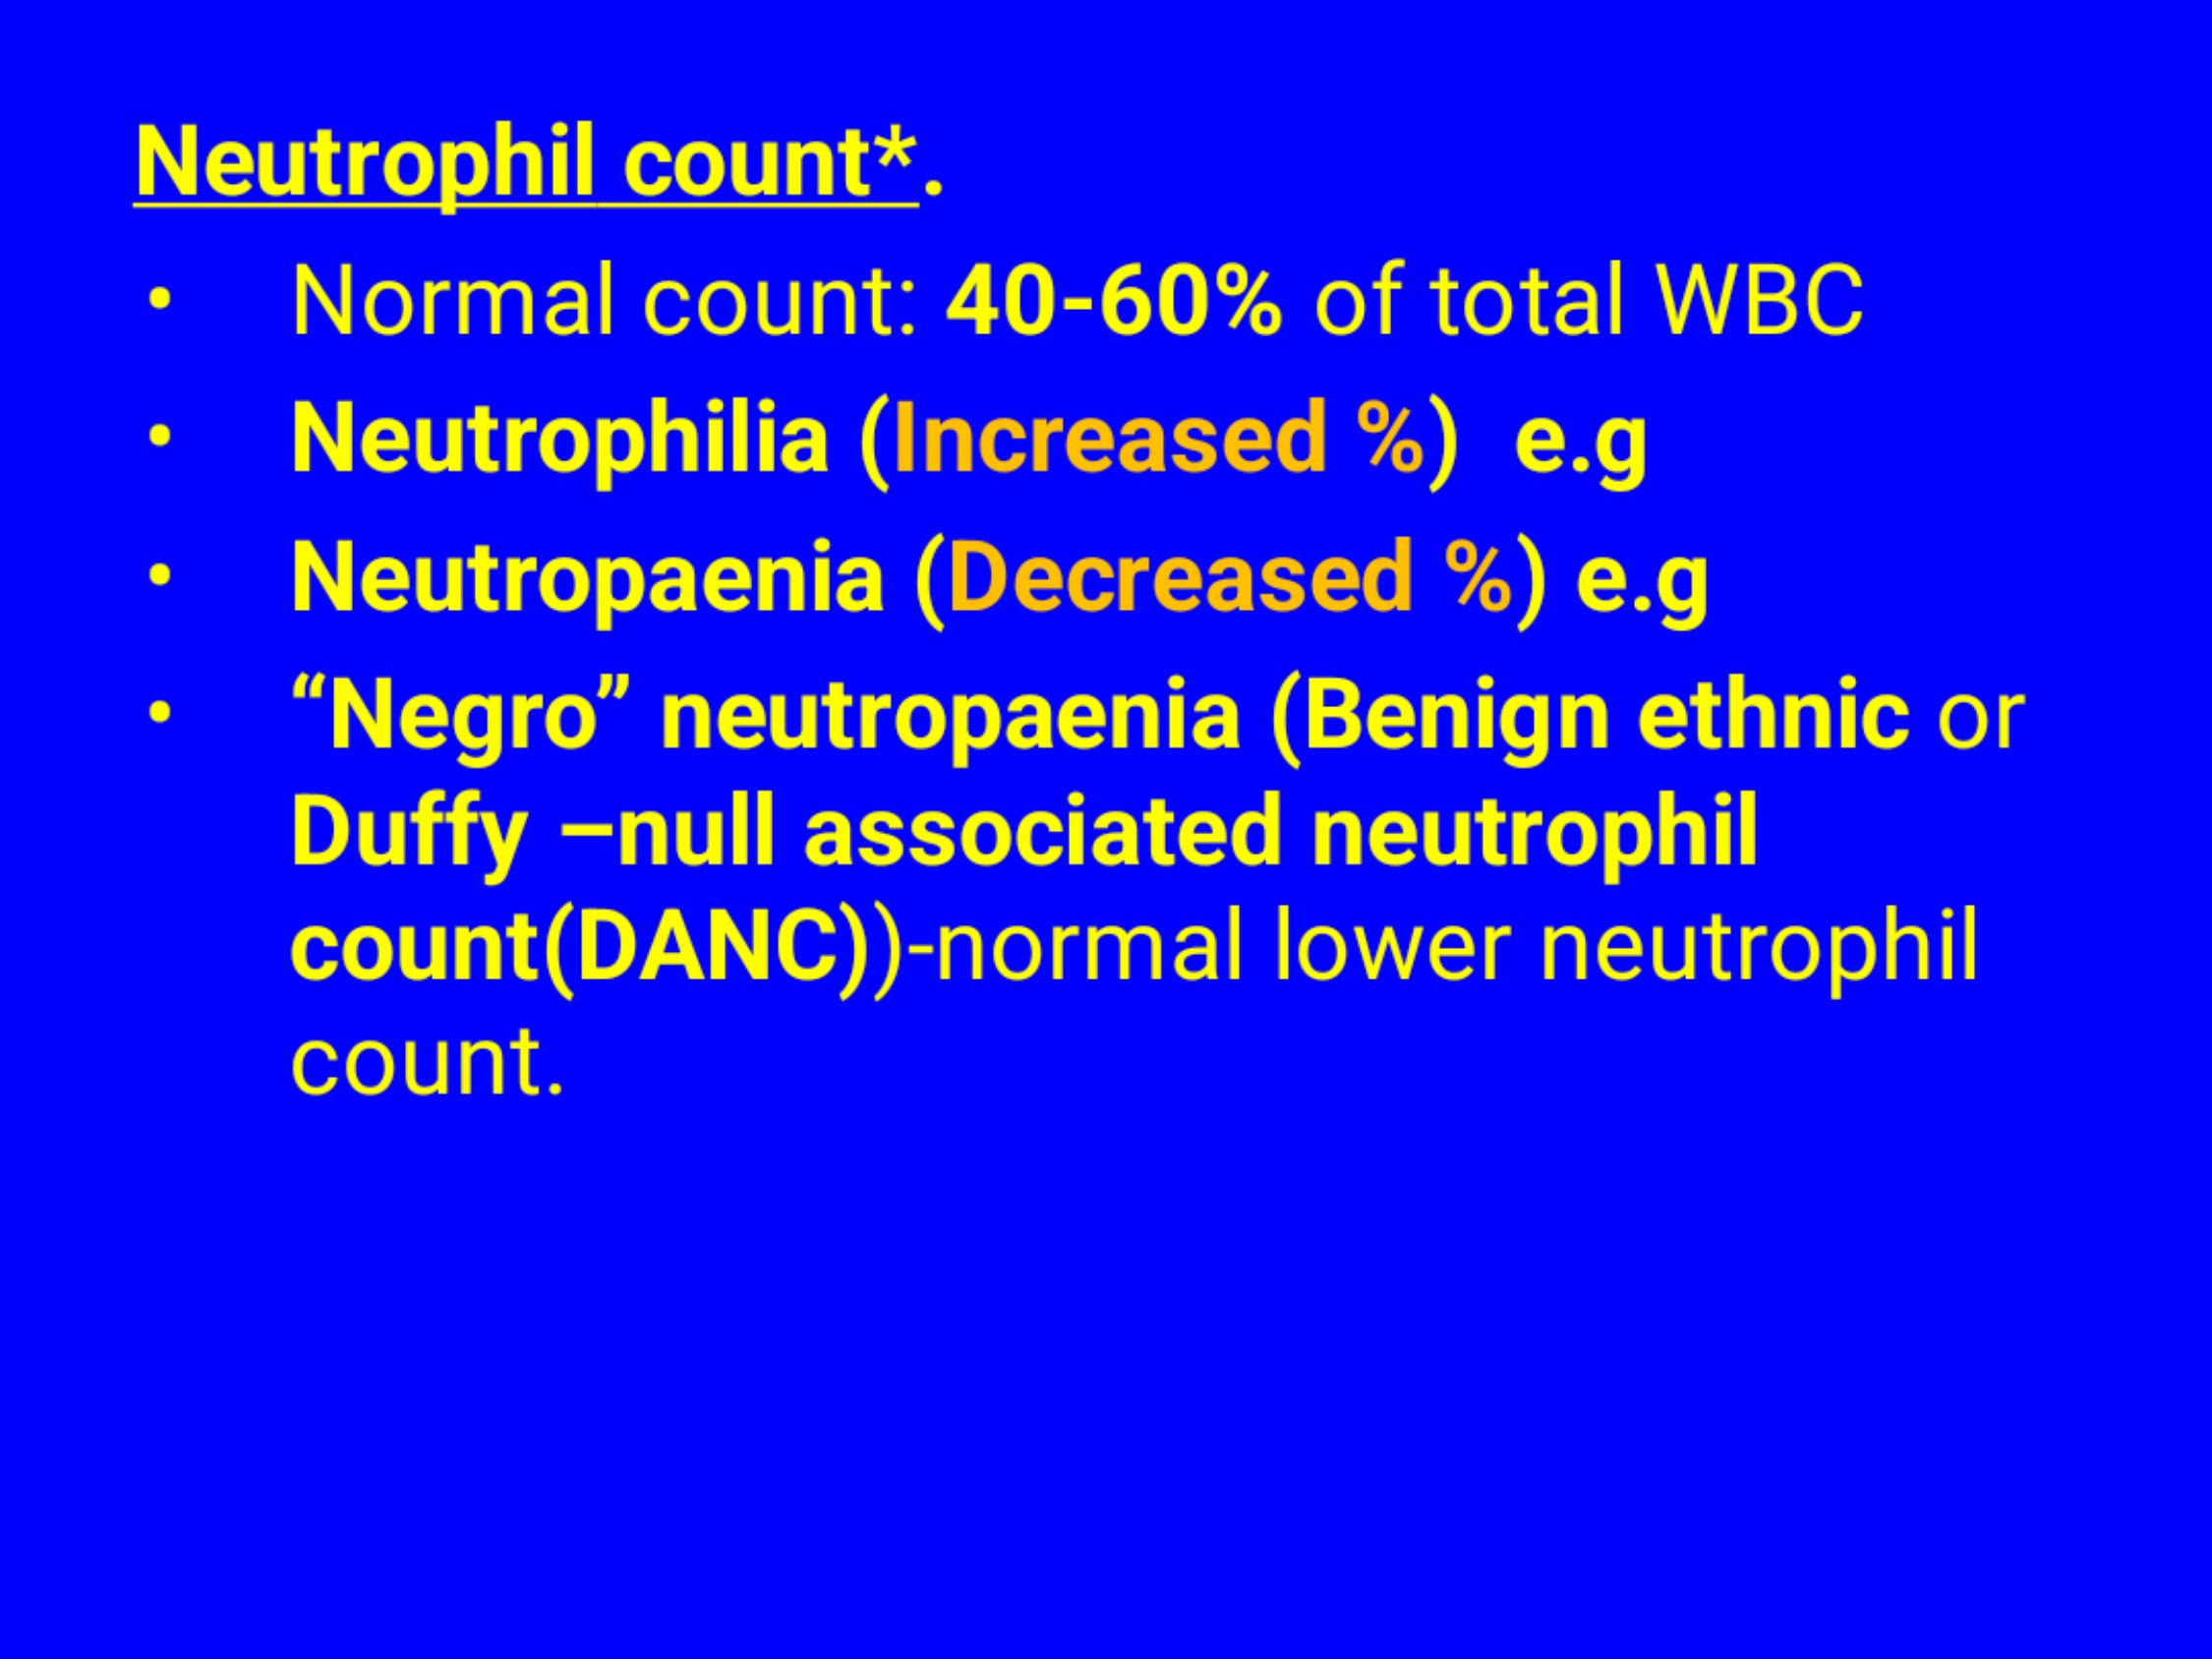 Neutrophil count*.
• Normal count: 40-60% of total WBC
• Neutrophilia (Increased %)  e.g
• Neutropaenia (Decreased %) e.g
• “Negro” neutropaenia (Benign ethnic or
Duffy –null associated neutrophil
count(DANC))-normal lower neutrophil
count.